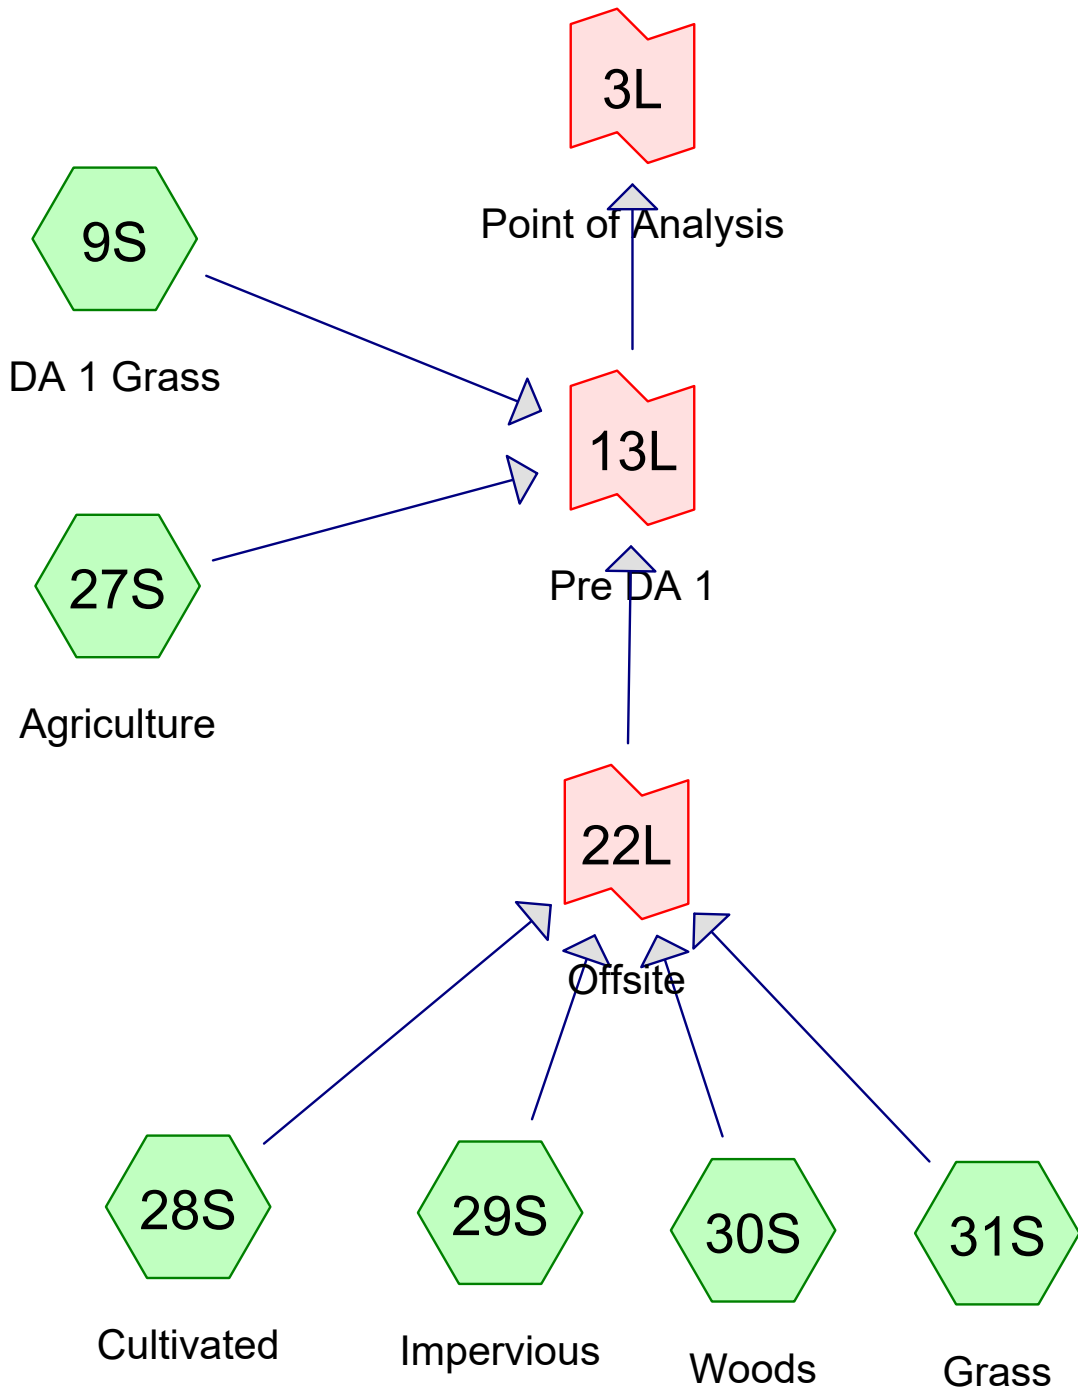 3L
Point of Analysis
9S
DA 1 Grass
13L
Pre DA 1
27S
Agriculture
22L
Offsite
28S
Cultivated
29S
Impervious
30S
Woods
31S
Grass